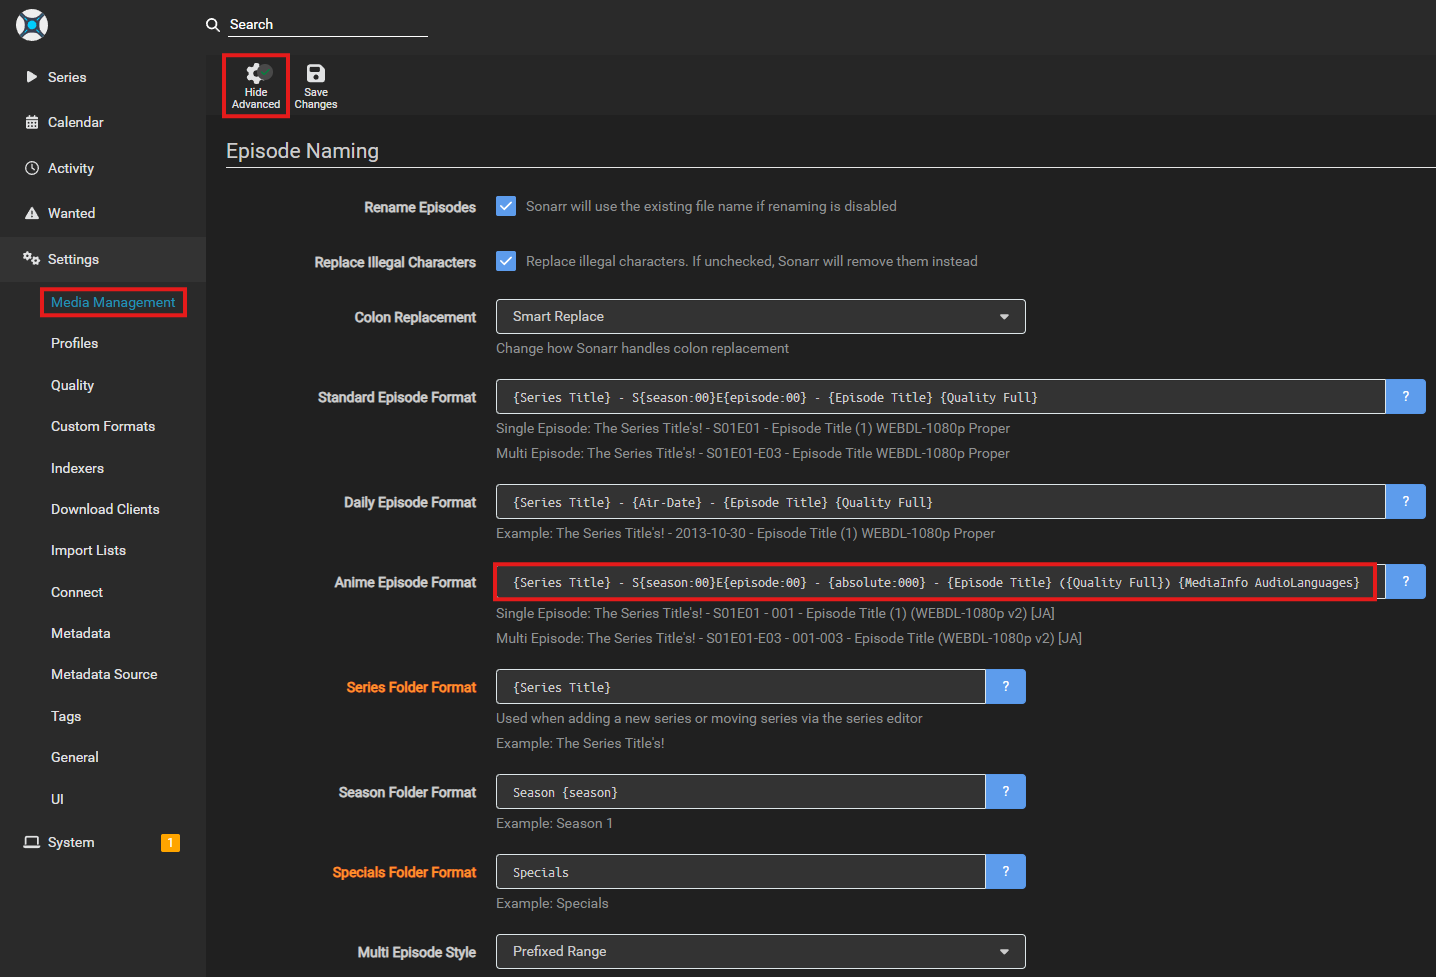 Search
Series
Calendar
Activity
Wanted
Settings
Media Management
Profiles
Quality
Custom Formats
Indexers
Download Clients
Import Lists
Connect
Metadata
Metadata Source
Tags
General
UI
System 1
Hide
Advanced
Save
Changes
Episode Naming
Rename Episodes Sonarr will use the existing file name if renaming is disabled
Replace Illegal Characters Replace illegal characters. If unchecked, Sonarr will remove them instead
Colon Replacement Smart Replace
Change how Sonarr handles colon replacement
Standard Episode Format {Series Title} - S{season:00}E{episode:00} - {Episode Title} {Quality Full} ?
Single Episode: The Series Title's! - S01E01 - Episode Title (1) WEBDL-1080p Proper
Multi Episode: The Series Title's! - S01E01-E03 - Episode Title WEBDL-1080p Proper
Daily Episode Format {Series Title} - {Air-Date} - {Episode Title} {Quality Full} ?
Example: The Series Title's! - 2013-10-30 - Episode Title (1) WEBDL-1080p Proper
Anime Episode Format {Series Title} - S{season:00}E{episode:00} - {absolute:000} - {Episode Title} ({Quality Full}) {MediaInfo AudioLanguages} ?
Single Episode: The Series Title's! - S01E01 - 001 - Episode Title (1) (WEBDL-1080p v2) [JA]
Multi Episode: The Series Title's! - S01E01-E03 - 001-003 - Episode Title (WEBDL-1080p v2) [JA]
Series Folder Format {Series Title} ?
Used when adding a new series or moving series via the series editor
Example: The Series Title's!
Season Folder Format Season {season} ?
Example: Season 1
Specials Folder Format Specials ?
Example: Specials
Multi Episode Style Prefixed Range